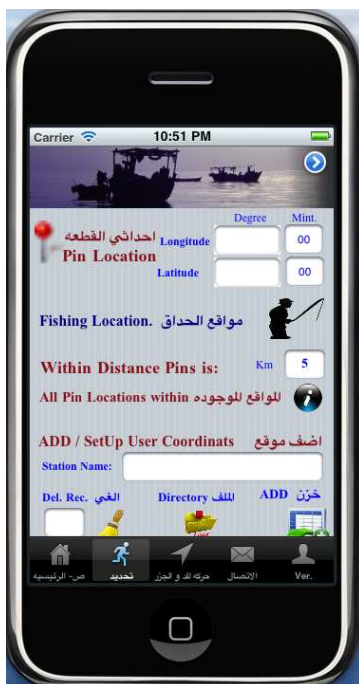 Carrier 10:51 PM
Degree Mint.
احداثي القطعه Longitude 00
Pin Location
Latitude 00
Fishing Location. مواقع الحداق
Within Distance Pins is: Km 5
All Pin Locations within المواقع الموجوده
ADD / SetUp User Coordinats اضف موقع
Station Name:
Del. Rec. الغي Directory الملف ADD خزن
ص- الرئيسيه تحديد حركه المد و الجزر الاتصال Ver.